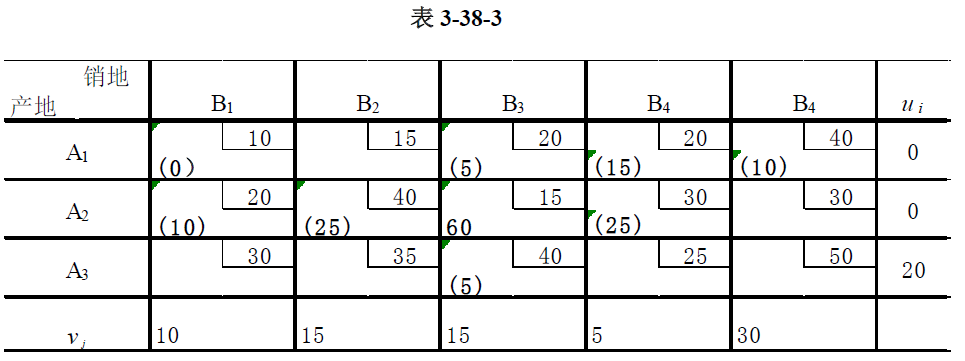 表 3-38-3
销地
产地 B1 B2 B3 B4 B4 u i
A1 10 15 20 20 40 0
(0) (5) (15) (10)
A2 20 40 15 30 30 0
(10) (25) 60 (25)
A3 30 35 40 25 50 20
(5)
v j 10 15 15 5 30